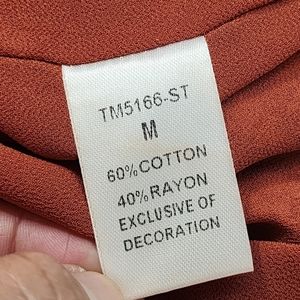 TM5166-ST
M
60%COTTON
40%RAYON
EXCLUSIVE OF
DECORATION